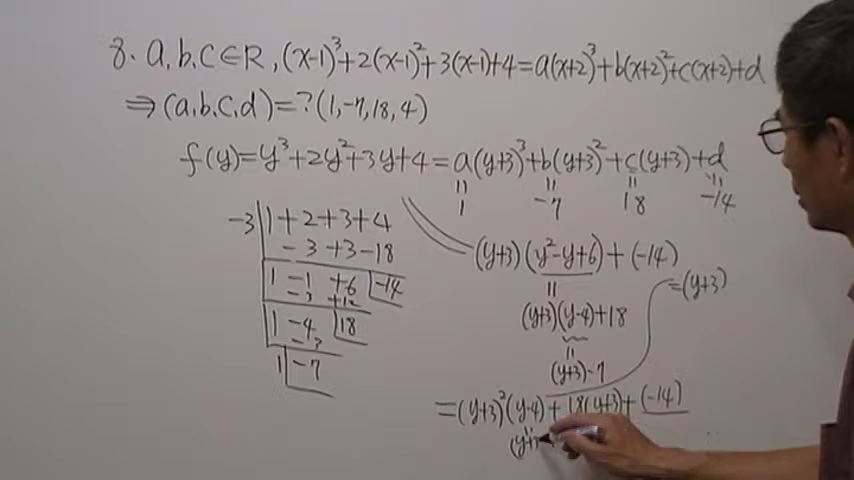 8. a,b,c∈R, (x-1)³+2(x-1)²+3(x-1)+4=a(x+2)³+b(x+2)²+c(x+2)+d
⇒(a,b,c,d)=?(1,-7,18,4)
f(y)=y³+2y²+3y+4=a(y+3)³+b(y+3)²+c(y+3)+d
= = = =
1 -7 18 -14
-3 1+2+3+4
-3+3-18
1 -1 +6 -14
-3 +12
1 -4 18
-3
1 -7
(y+3)(y²-y+6)+(-14)
=(y+3)
=
(y+3)(y-4)+18
=
(y+3)-7
=(y+3)²(y-4)+18(y+3)+(-14)
=
(y+